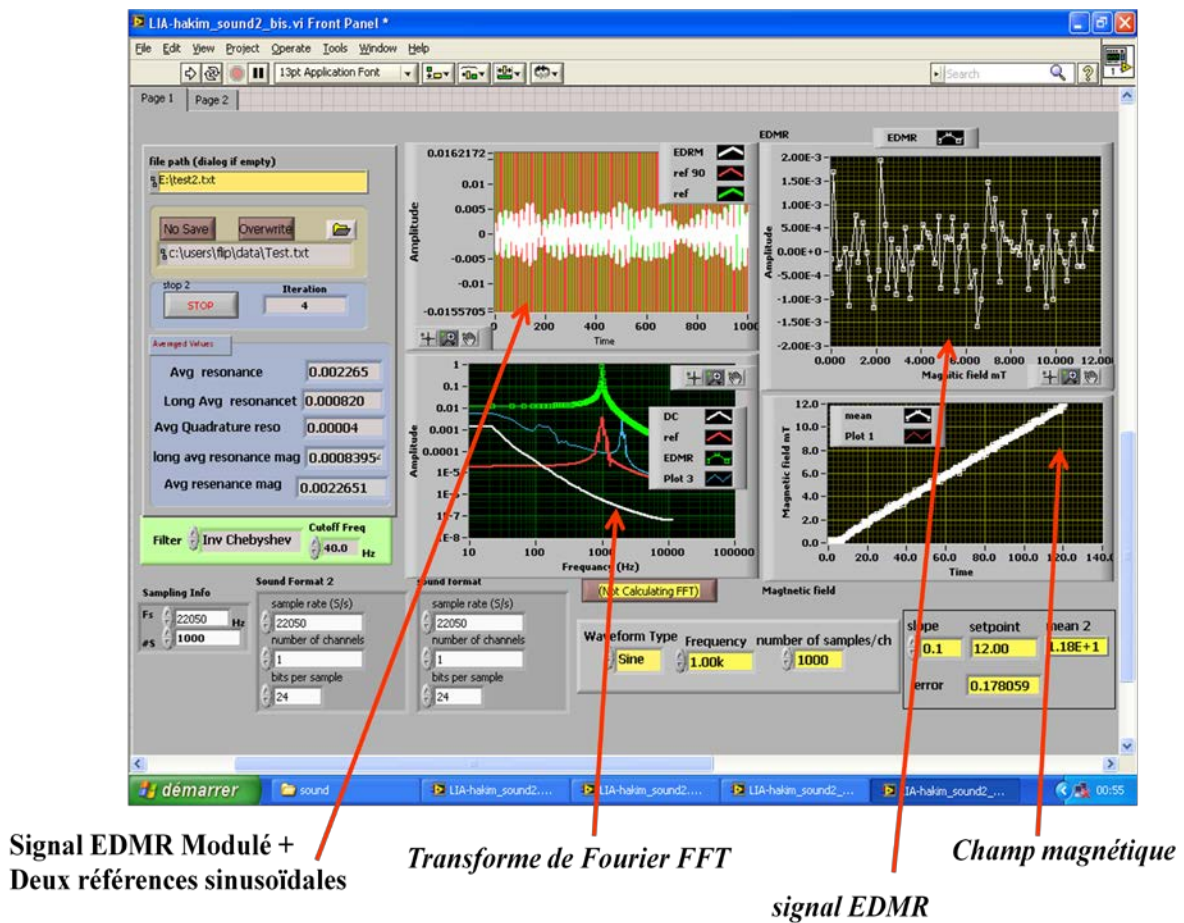 LIA-hakim_sound2_bis.vi Front Panel *
File Edit View Project Operate Tools Window Help
13pt Application Font
Search
1
Page 1 Page 2
file path (dialog if empty)
E:\test2.txt
No Save Overwrite
c:\users\flip\data\Test.txt
stop 2
STOP
Iteration
4
Averaged Values
Avg resonance 0.002265
Long Avg resonancet 0.000820
Avg Quadrature reso 0.00004
long avg resonance mag 0.0008395
Avg resenance mag 0.0022651
Filter Inv Chebyshev
Cutoff Freq
40.0 Hz
Sampling Info
Fs 22050 Hz
#S 1000
Sound Format 2
sample rate (S/s)
22050
number of channels
1
bits per sample
24
sound format
sample rate (S/s)
22050
number of channels
1
bits per sample
24
EDRM
ref 90
ref
Amplitude
0.0162172
0.01
0.005
0
-0.005
-0.01
-0.0155705
0 200 400 600 800 1000
Time
DC
ref
EDMR
Plot 3
Amplitude
1
0.1
0.01
0.001
0.0001
1E-5
1E-6
1E-7
1E-8
10 100 1000 10000 100000
Frequancy (Hz)
(Not Calculating FFT)
EDMR
EDMR
Amplitude
2.00E-3
1.50E-3
1.00E-3
5.00E-4
0.00E+0
-5.00E-4
-1.00E-3
-1.50E-3
-2.00E-3
0.000 2.000 4.000 6.000 8.000 10.000 12.00
Magnitic field mT
mean
Plot 1
Magnetic field mT
12.0
10.0
8.0
6.0
4.0
2.0
0.0
0.0 20.0 40.0 60.0 80.0 100.0 120.0 140.0
Time
Magtnetic field
Waveform Type
Sine
Frequency
1.00k
number of samples/ch
1000
slope
0.1
setpoint
12.00
mean 2
1.18E+1
error
0.178059
démarrer
sound
LIA-hakim_sound2....
LIA-hakim_sound2....
LIA-hakim_sound2_...
LIA-hakim_sound2_...
00:55
Signal EDMR Modulé +
Deux références sinusoïdales
Transforme de Fourier FFT
signal EDMR
Champ magnétique